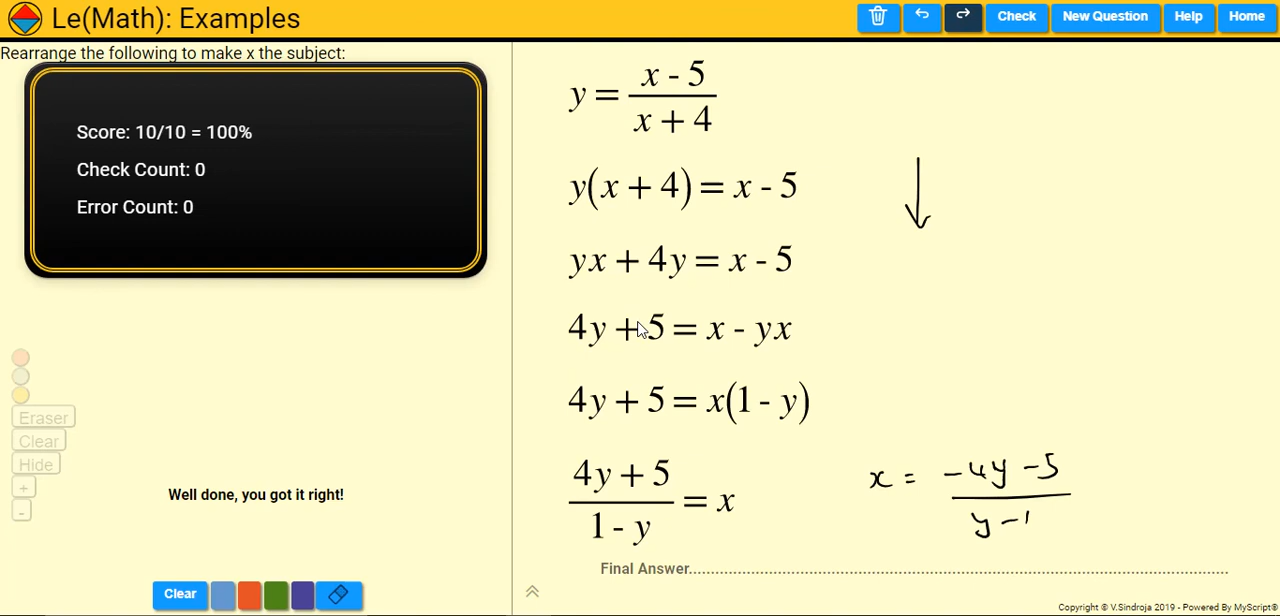 Le(Math): Examples
Check
New Question
Help
Home
Rearrange the following to make x the subject:
Score: 10/10 = 100%
Check Count: 0
Error Count: 0
Eraser
Clear
Hide
+
-
Well done, you got it right!
Clear
y = \frac{x - 5}{x + 4}
y(x + 4) = x - 5
yx + 4y = x - 5
4y + 5 = x - yx
4y + 5 = x(1 - y)
\frac{4y + 5}{1 - y} = x
x = \frac{-4y - 5}{y - 1}
Final Answer..........................................................................................................................................
Copyright © V.Sindroja 2019 - Powered By MyScript®